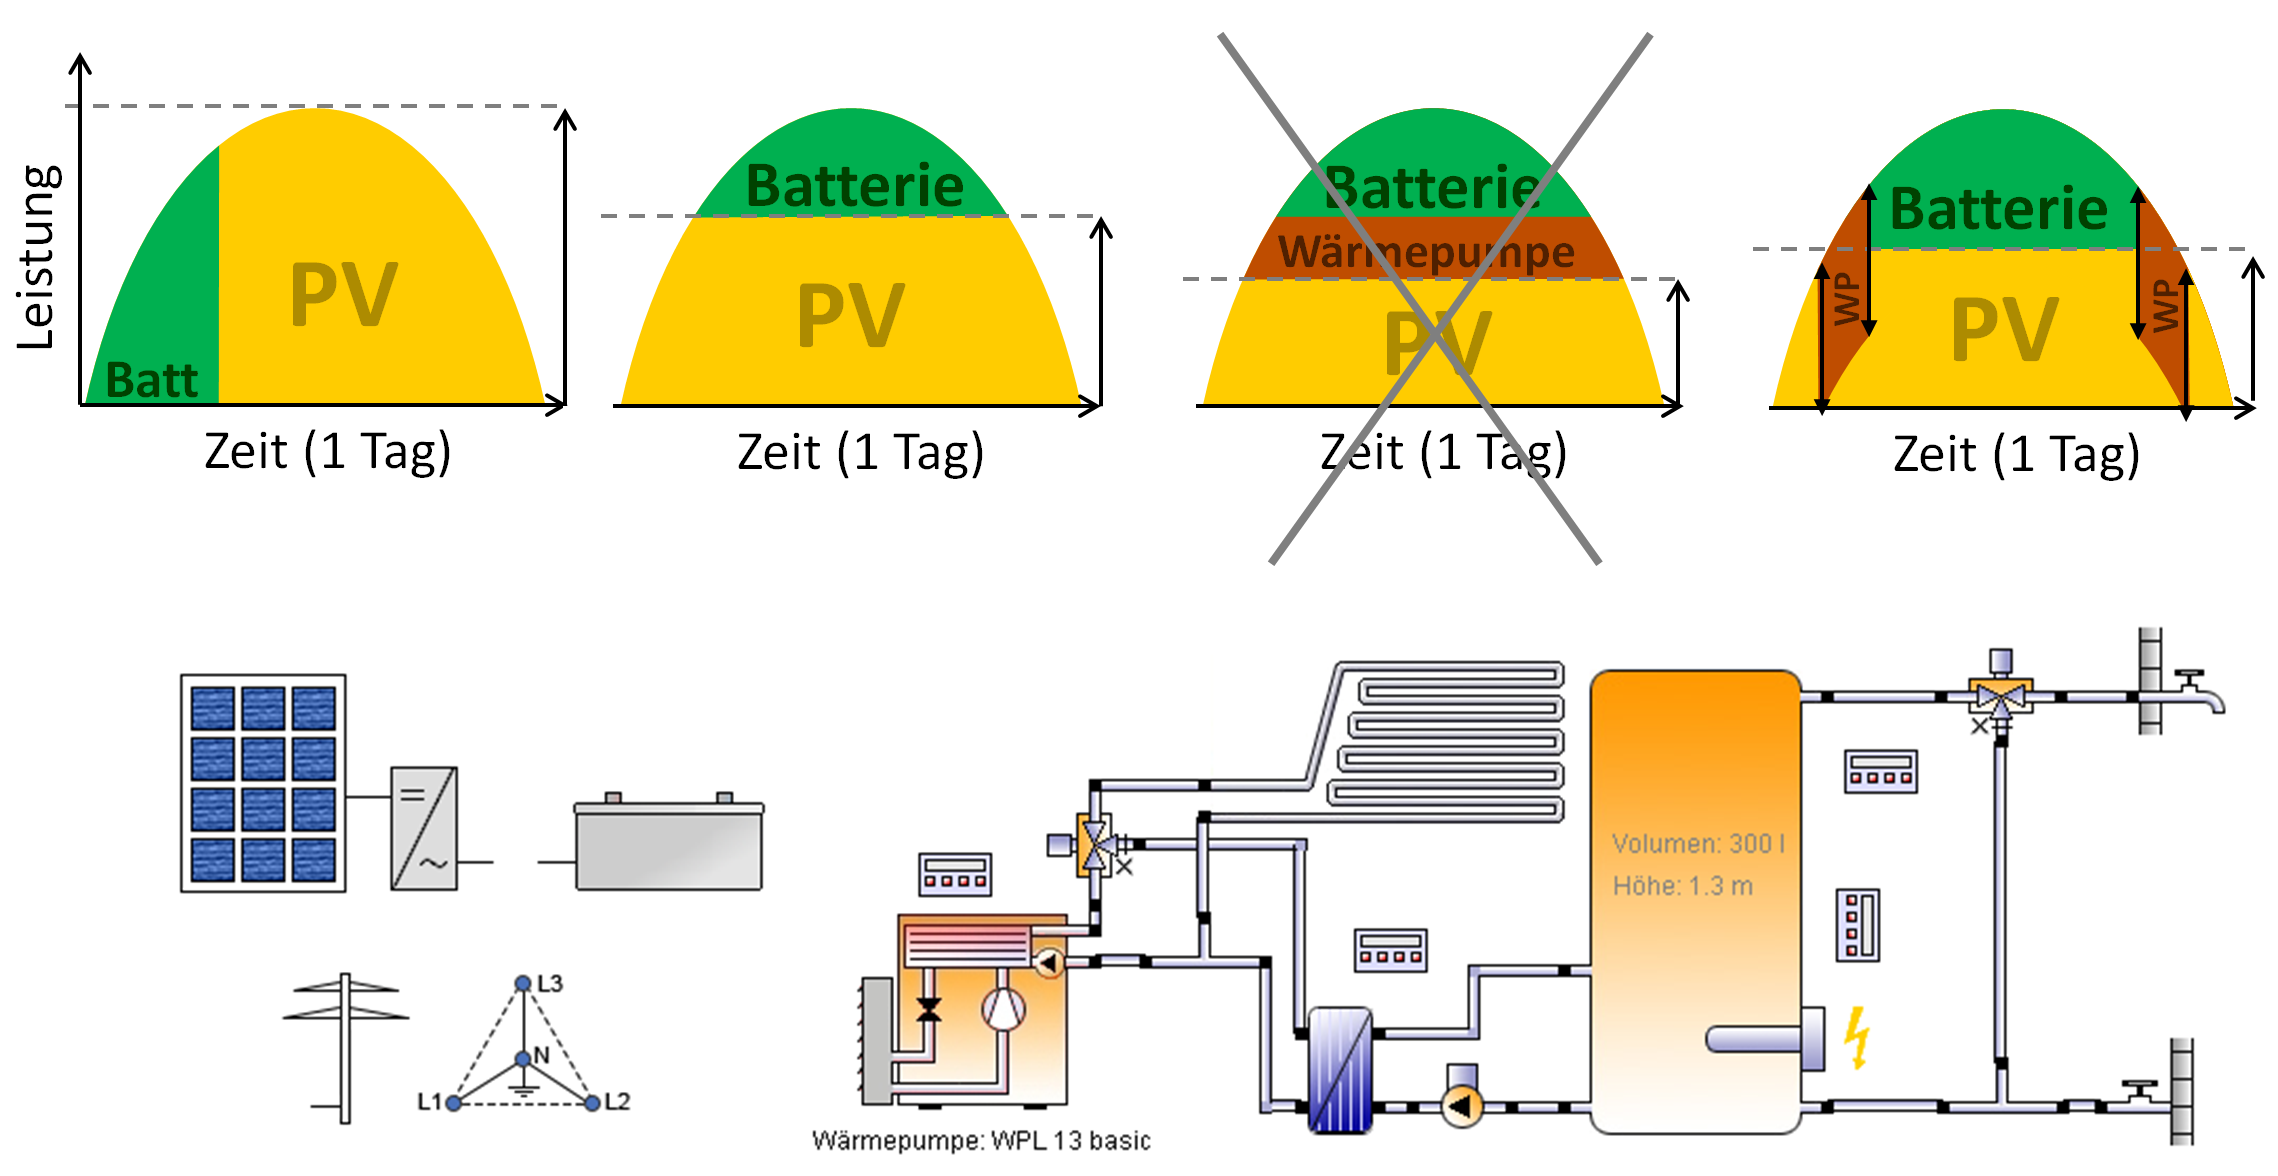 Leistung
Batt
PV
Zeit (1 Tag)
Batterie
PV
Zeit (1 Tag)
Batterie
Wärmepumpe
PV
Zeit (1 Tag)
Batterie
WP
WP
PV
Zeit (1 Tag)
Volumen: 300 l
Höhe: 1.3 m
L3
N
L1
L2
Wärmepumpe: WPL 13 basic